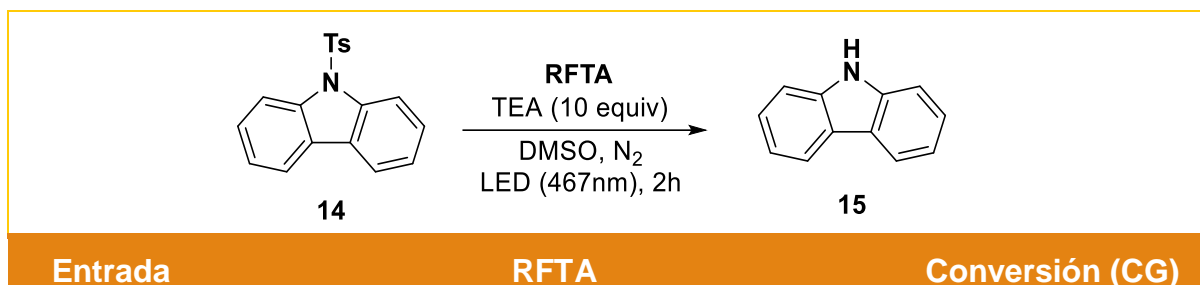 Ts
N
RFTA
TEA (10 equiv)
DMSO, N₂
LED (467nm), 2h
14
H
N
15
Entrada RFTA Conversión (CG)